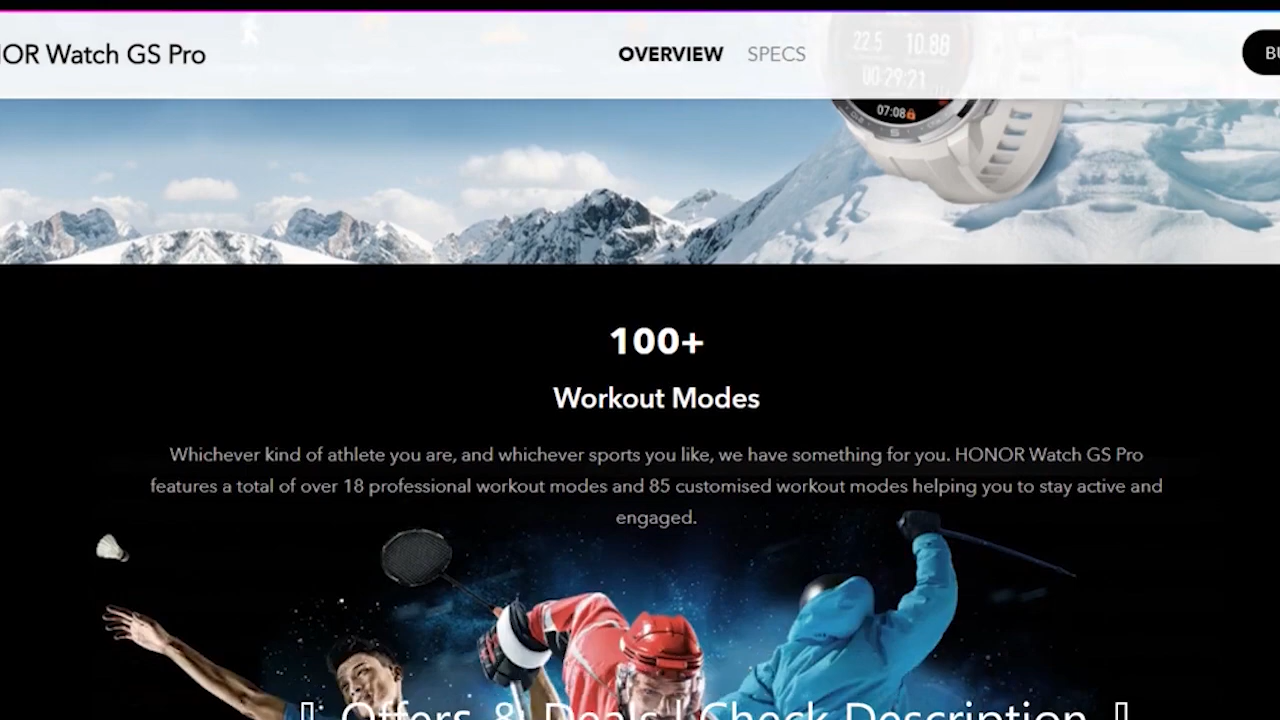 OR Watch GS Pro
OVERVIEW
SPECS
22.5 10.88
00:29:21
07:08
100+
Workout Modes
Whichever kind of athlete you are, and whichever sports you like, we have something for you. HONOR Watch GS Pro
features a total of over 18 professional workout modes and 85 customised workout modes helping you to stay active and
engaged.
Offers & Deals | Check Description